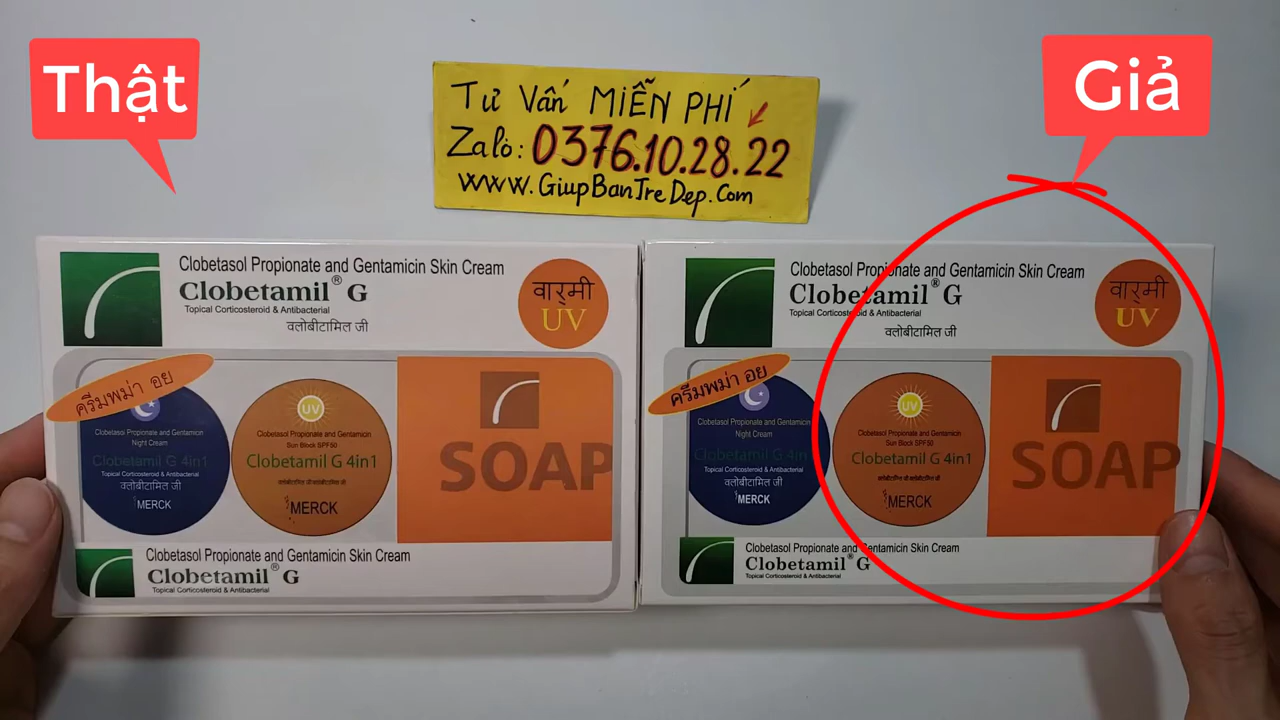 Thật
Giả
Tư Vấn MIỄN PHÍ
Zalo: 0376.10.28.22
WWW.GiupBanTreDep.Com
Clobetasol Propionate and Gentamicin Skin Cream
Clobetamil® G
Topical Corticosteroid & Antibacterial
वलोबीटामिल जी
वार्मी
UV
ครีมพม่า อย
Clobetasol Propionate and Gentamicin
Night Cream
Clobetamil G 4in1
Topical Corticosteroid & Antibacterial
वलोबीटामिल जी
MERCK
UV
Clobetasol Propionate and Gentamicin
Sun Block SPF50
Clobetamil G 4in1
MERCK
SOAP
Clobetasol Propionate and Gentamicin Skin Cream
Clobetamil® G
Topical Corticosteroid & Antibacterial
Clobetasol Propionate and Gentamicin Skin Cream
Clobetamil® G
Topical Corticosteroid & Antibacterial
वलोबीटामिल जी
वार्मी
UV
ครีมพม่า อย
Clobetasol Propionate and Gentamicin
Night Cream
Clobetamil G 4in
Topical Corticosteroid & Antibacterial
वलोबीटामिल जी
MERCK
UV
Clobetasol Propionate and Gentamicin
Sun Block SPF50
Clobetamil G 4in1
MERCK
SOAP
Clobetasol Propionate and Gentamicin Skin Cream
Clobetamil® G
Topical Corticosteroid & Antibacterial